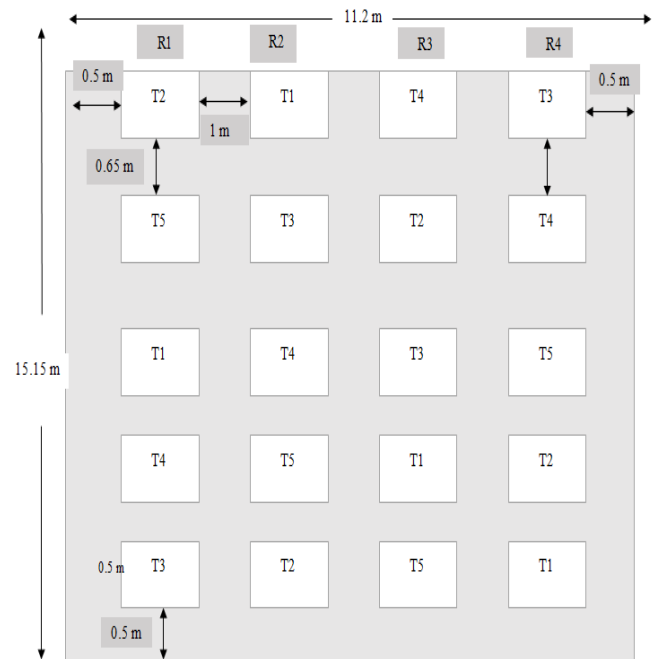 11.2 m
R1 R2 R3 R4
0.5 m 0.5 m
T2 T1 T4 T3
1 m
0.65 m
T5 T3 T2 T4
15.15 m
T1 T4 T3 T5
T4 T5 T1 T2
0.5 m T3 T2 T5 T1
0.5 m